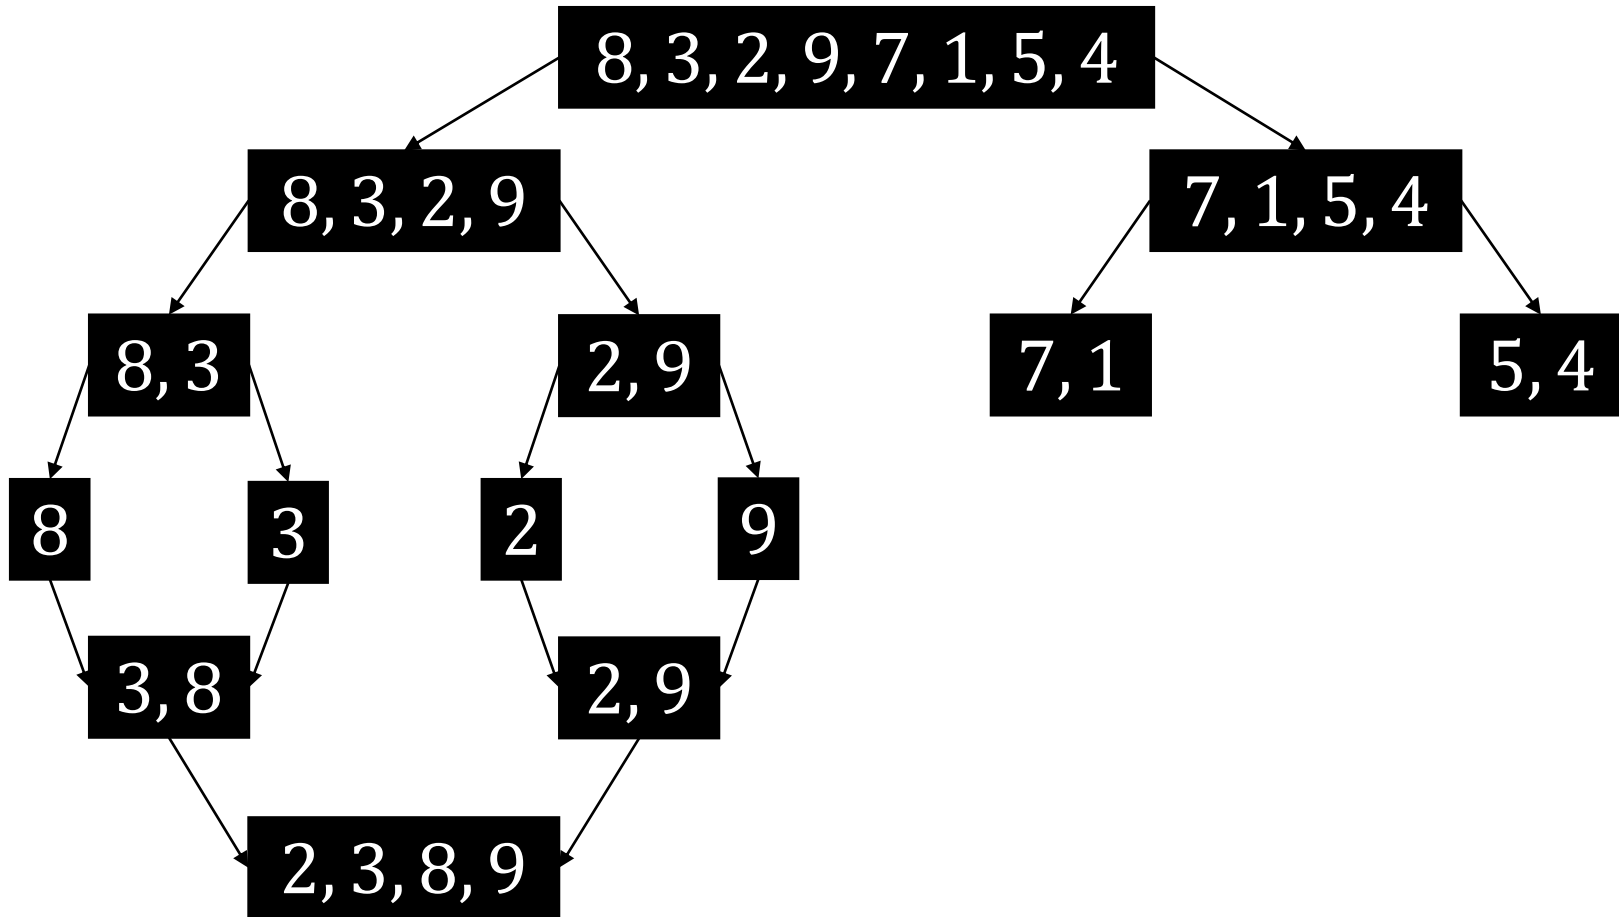 8, 3, 2, 9, 7, 1, 5, 4
8, 3, 2, 9
7, 1, 5, 4
8, 3
2, 9
7, 1
5, 4
8
3
2
9
3, 8
2, 9
2, 3, 8, 9